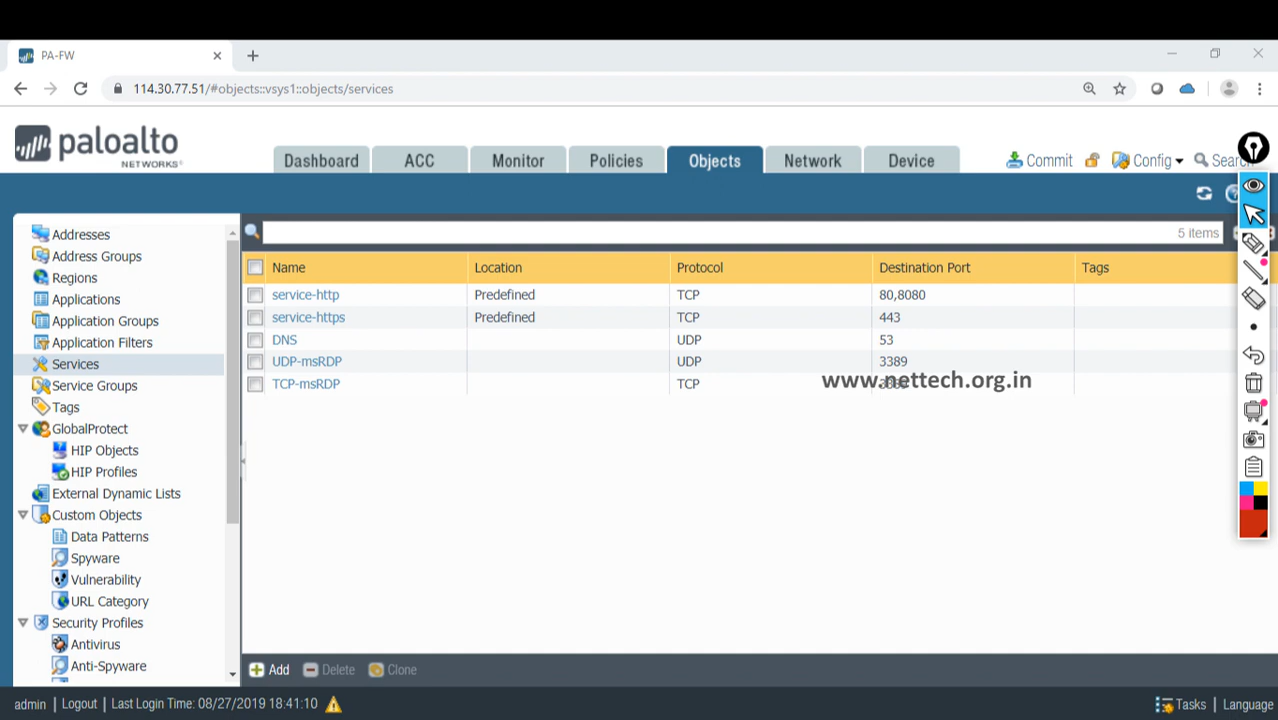 PA-FW
114.30.77.51/#objects::vsys1::objects/services
paloalto
NETWORKS
Dashboard
ACC
Monitor
Policies
Objects
Network
Device
Commit
Config
Search
5 items
Name Location Protocol Destination Port Tags
service-http Predefined TCP 80,8080
service-https Predefined TCP 443
DNS UDP 53
UDP-msRDP UDP 3389
TCP-msRDP TCP
www.nettech.org.in
Addresses
Address Groups
Regions
Applications
Application Groups
Application Filters
Services
Service Groups
Tags
GlobalProtect
HIP Objects
HIP Profiles
External Dynamic Lists
Custom Objects
Data Patterns
Spyware
Vulnerability
URL Category
Security Profiles
Antivirus
Anti-Spyware
Add Delete Clone
admin | Logout | Last Login Time: 08/27/2019 18:41:10
Tasks | Language